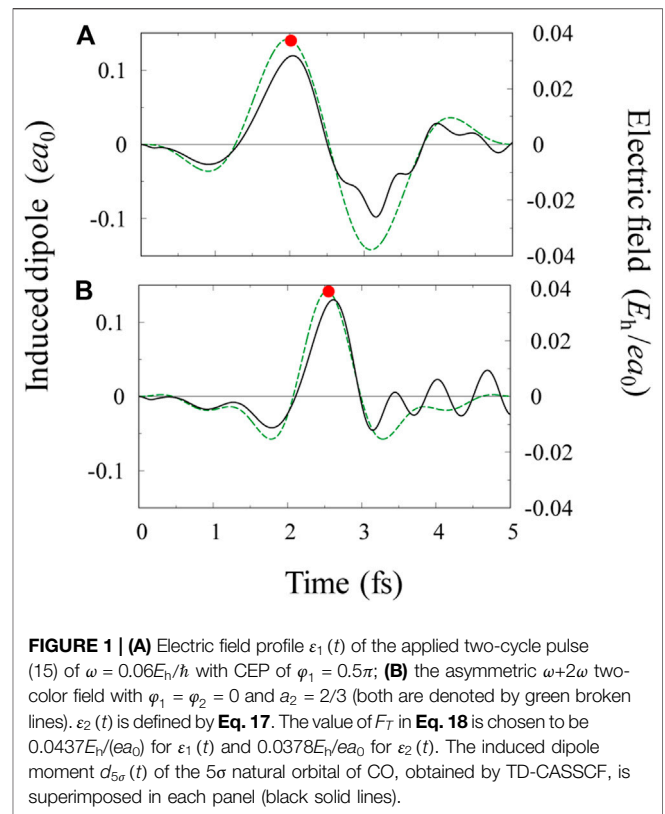 A
0.1
0
-0.1
0.04
0.02
0
-0.02
-0.04
B
0.1
0
-0.1
0.04
0.02
0
-0.02
-0.04
Induced dipole (ea₀)
Electric field (Eₕ/ea₀)
0 1 2 3 4 5
Time (fs)
FIGURE 1 | (A) Electric field profile ε₁(t) of the applied two-cycle pulse
(15) of ω = 0.06Eₕ/ħ with CEP of φ₁ = 0.5π; (B) the asymmetric ω+2ω two-
color field with φ₁ = φ₂ = 0 and a₂ = 2/3 (both are denoted by green broken
lines). ε₂(t) is defined by Eq. 17. The value of F_T in Eq. 18 is chosen to be
0.0437Eₕ/(ea₀) for ε₁(t) and 0.0378Eₕ/ea₀ for ε₂(t). The induced dipole
moment d₅σ(t) of the 5σ natural orbital of CO, obtained by TD-CASSCF, is
superimposed in each panel (black solid lines).